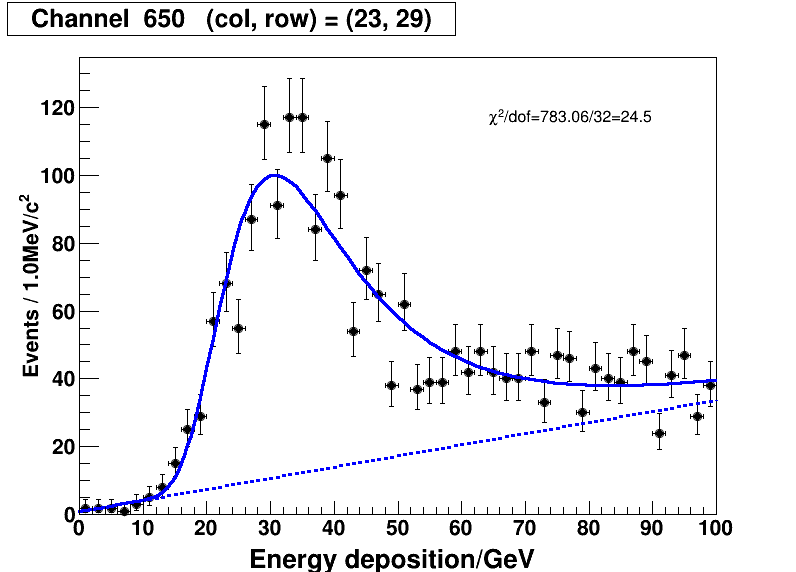 Channel 650 (col, row) = (23, 29)
χ²/dof=783.06/32=24.5
Events / 1.0MeV/c²
120
100
80
60
40
20
0
0 10 20 30 40 50 60 70 80 90 100
Energy deposition/GeV